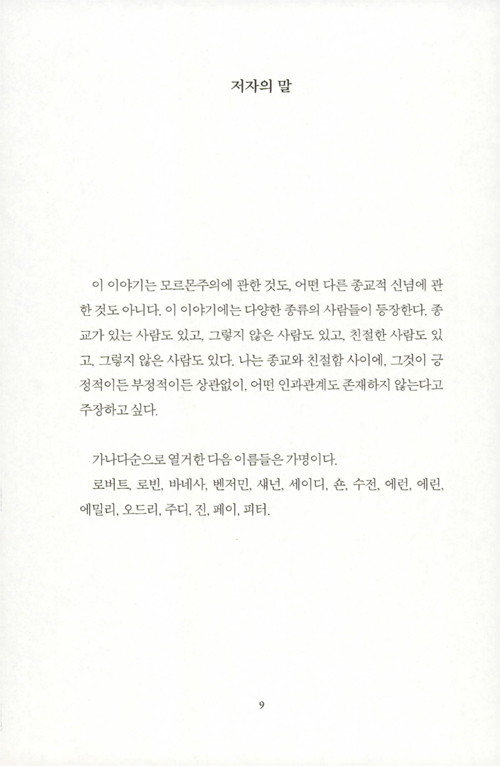 저자의 말
이 이야기는 모르몬주의에 관한 것도, 어떤 다른 종교적 신념에 관
한 것도 아니다. 이 이야기에는 다양한 종류의 사람들이 등장한다. 종
교가 있는 사람도 있고, 그렇지 않은 사람도 있고, 친절한 사람도 있
고, 그렇지 않은 사람도 있다. 나는 종교와 친절함 사이에, 그것이 긍
정적이든 부정적이든 상관없이, 어떤 인과관계도 존재하지 않는다고
주장하고 싶다.
가나다순으로 열거한 다음 이름들은 가명이다.
로버트, 로빈, 바네사, 벤저민, 섀넌, 세이디, 숀, 수전, 에런, 에린,
에밀리, 오드리, 주디, 진, 페이, 피터.
9